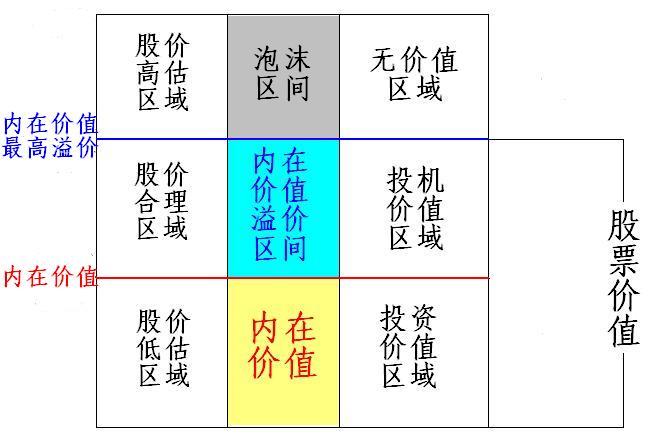 股价
高估
区域
泡沫
区间
无价值
区域
内在价值
最高溢价
股价
合理
区域
内在
价值
溢价
区间
投机
价值
区域
内在价值
股价
低估
区域
内在
价值
投资
价值
区域
股票价值